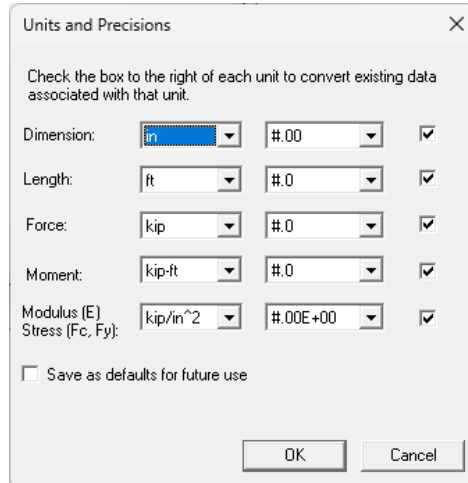 Units and Precisions
Check the box to the right of each unit to convert existing data
associated with that unit.
Dimension: in #.00
Length: ft #.0
Force: kip #.0
Moment: kip-ft #.0
Modulus (E)
Stress (Fc, Fy): kip/in^2 #.00E+00
Save as defaults for future use
OK Cancel